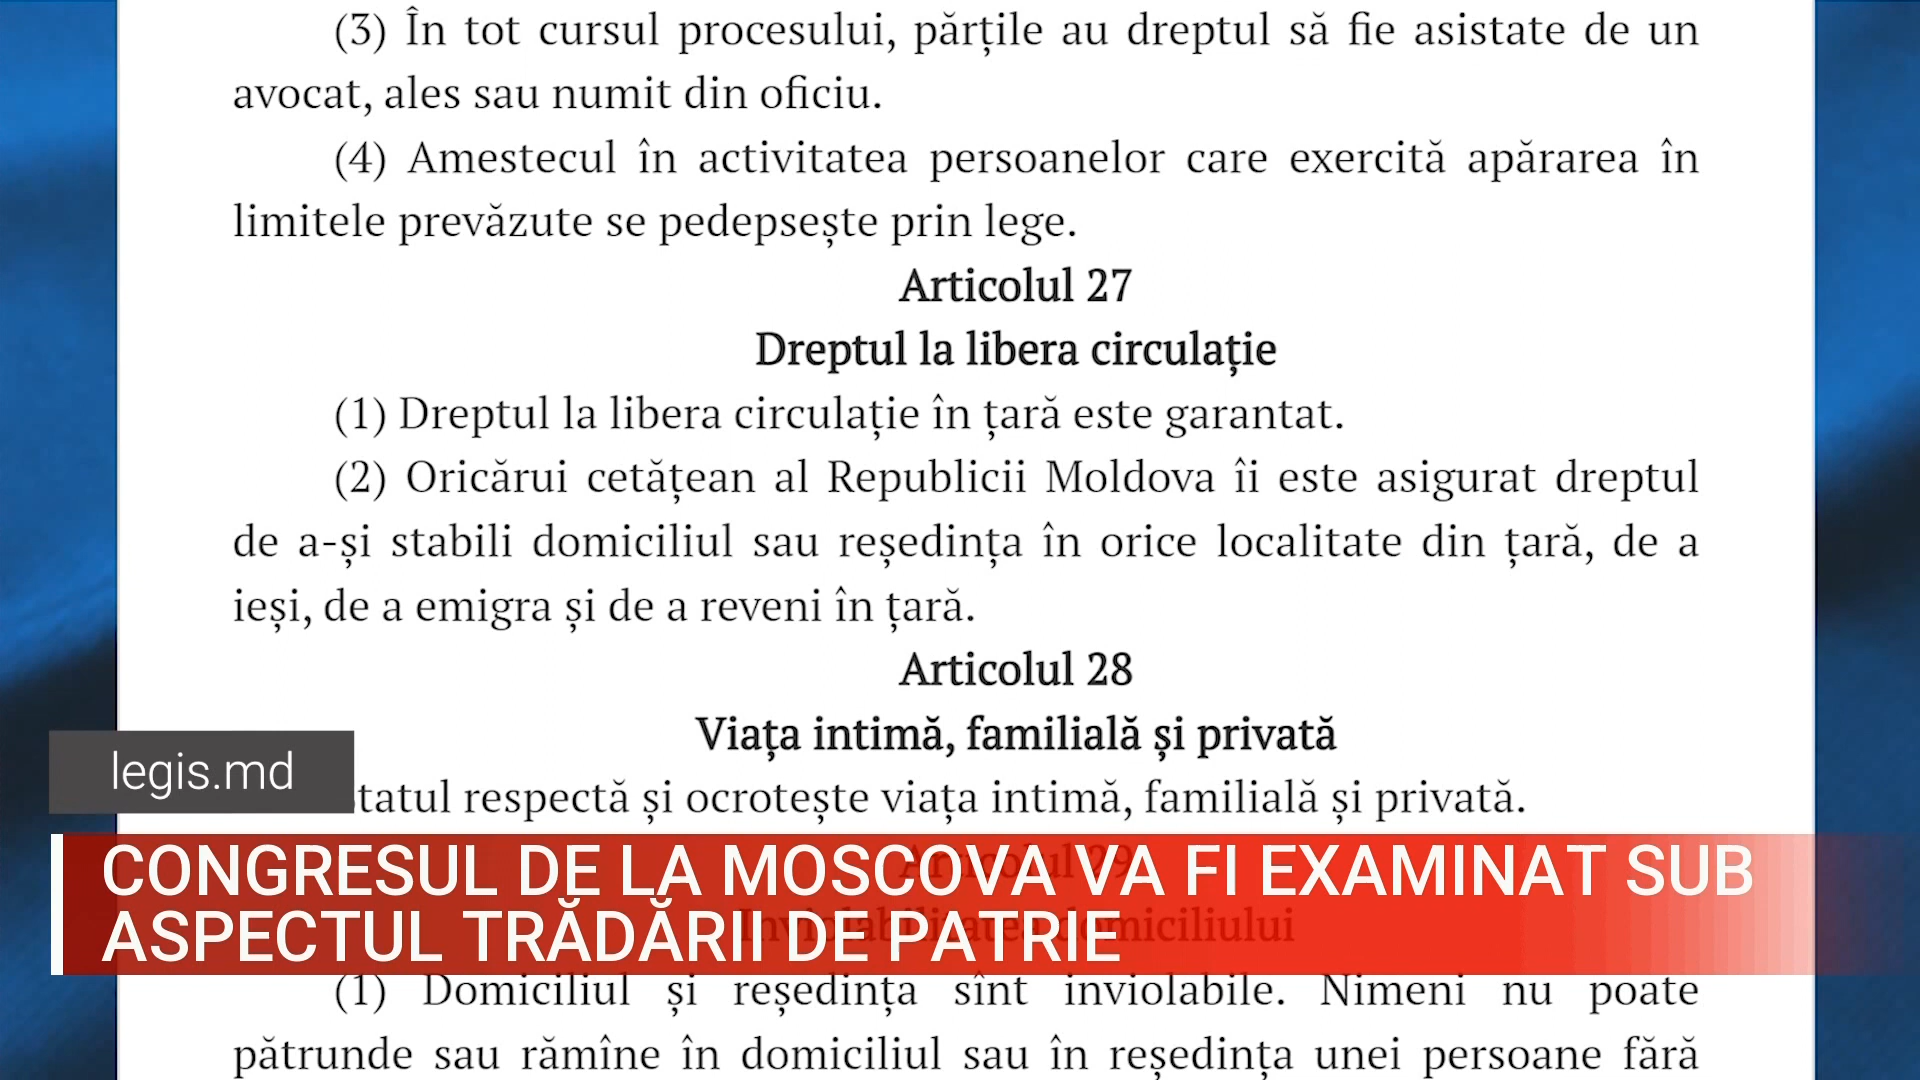 (3) În tot cursul procesului, părțile au dreptul să fie asistate de un
avocat, ales sau numit din oficiu.
(4) Amestecul în activitatea persoanelor care exercită apărarea în
limitele prevăzute se pedepsește prin lege.
Articolul 27
Dreptul la libera circulație
(1) Dreptul la libera circulație în țară este garantat.
(2) Oricărui cetățean al Republicii Moldova îi este asigurat dreptul
de a-și stabili domiciliul sau reședința în orice localitate din țară, de a
ieși, de a emigra și de a reveni în țară.
Articolul 28
Viața intimă, familială și privată
legis.md
respectă și ocrotește viața intimă, familială și privată.
Articolul 29
Inviolabilitatea domiciliului
CONGRESUL DE LA MOSCOVA VA FI EXAMINAT SUB
ASPECTUL TRĂDĂRII DE PATRIE
(1) Domiciliul și reședința sînt inviolabile. Nimeni nu poate
pătrunde sau rămîne în domiciliul sau în reședința unei persoane fără